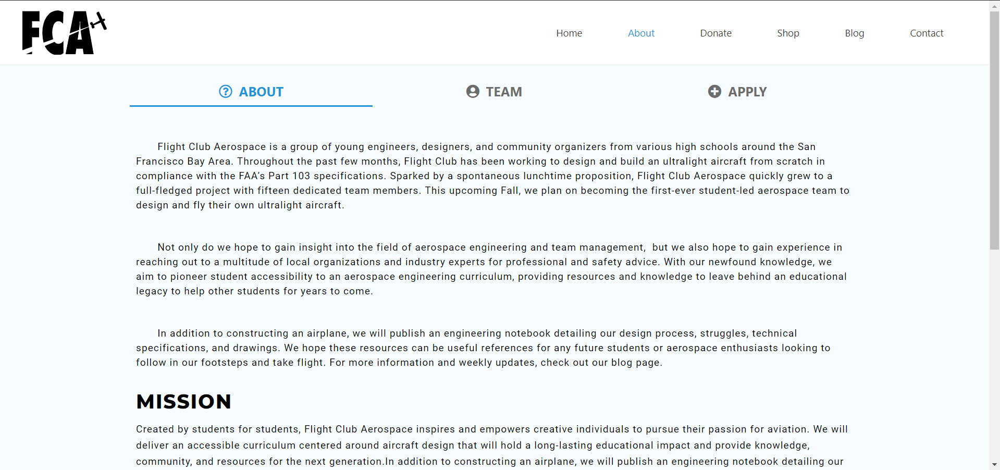 FCA
Home About Donate Shop Blog Contact
ABOUT TEAM APPLY
Flight Club Aerospace is a group of young engineers, designers, and community organizers from various high schools around the San
Francisco Bay Area. Throughout the past few months, Flight Club has been working to design and build an ultralight aircraft from scratch in
compliance with the FAA’s Part 103 specifications. Sparked by a spontaneous lunchtime proposition, Flight Club Aerospace quickly grew to a
full-fledged project with fifteen dedicated team members. This upcoming Fall, we plan on becoming the first-ever student-led aerospace team to
design and fly their own ultralight aircraft.
Not only do we hope to gain insight into the field of aerospace engineering and team management,  but we also hope to gain experience in
reaching out to a multitude of local organizations and industry experts for professional and safety advice. With our newfound knowledge, we
aim to pioneer student accessibility to an aerospace engineering curriculum, providing resources and knowledge to leave behind an educational
legacy to help other students for years to come.
In addition to constructing an airplane, we will publish an engineering notebook detailing our design process, struggles, technical
specifications, and drawings. We hope these resources can be useful references for any future students or aerospace enthusiasts looking to
follow in our footsteps and take flight. For more information and weekly updates, check out our blog page.
MISSION
Created by students for students, Flight Club Aerospace inspires and empowers creative individuals to pursue their passion for aviation. We will
deliver an accessible curriculum centered around aircraft design that will hold a long-lasting educational impact and provide knowledge,
community, and resources for the next generation.In addition to constructing an airplane, we will publish an engineering notebook detailing our